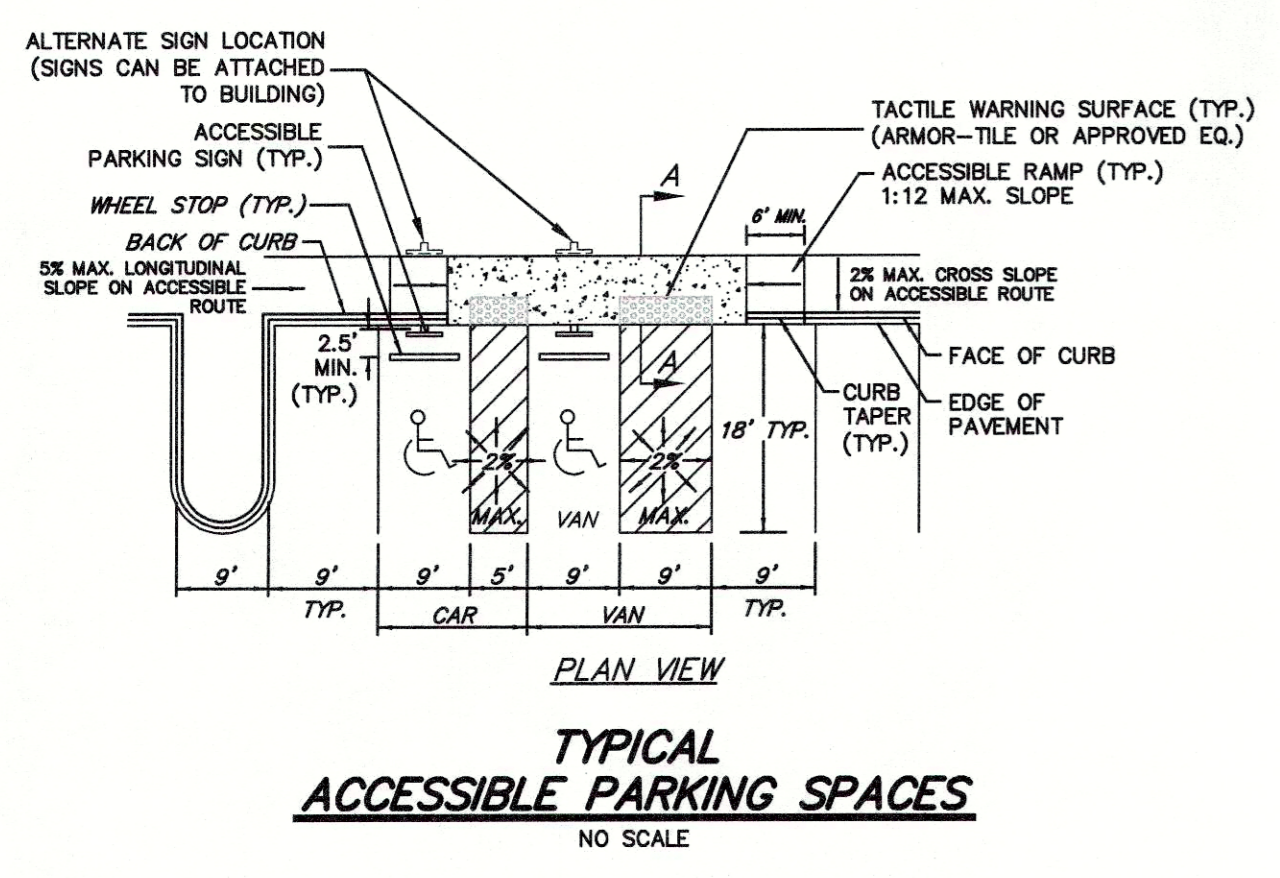 ALTERNATE SIGN LOCATION
(SIGNS CAN BE ATTACHED
TO BUILDING)
ACCESSIBLE
PARKING SIGN (TYP.)
WHEEL STOP (TYP.)
BACK OF CURB
5% MAX. LONGITUDINAL
SLOPE ON ACCESSIBLE
ROUTE
TACTILE WARNING SURFACE (TYP.)
(ARMOR-TILE OR APPROVED EQ.)
A
ACCESSIBLE RAMP (TYP.)
1:12 MAX. SLOPE
6' MIN.
2% MAX. CROSS SLOPE
ON ACCESSIBLE ROUTE
2.5'
MIN.
(TYP.)
A
FACE OF CURB
CURB
TAPER
(TYP.)
EDGE OF
PAVEMENT
18' TYP.
2%
2%
MAX.
VAN
MAX.
9'
9'
9'
5'
9'
9'
9'
TYP.
CAR
VAN
TYP.
PLAN VIEW
TYPICAL
ACCESSIBLE PARKING SPACES
NO SCALE